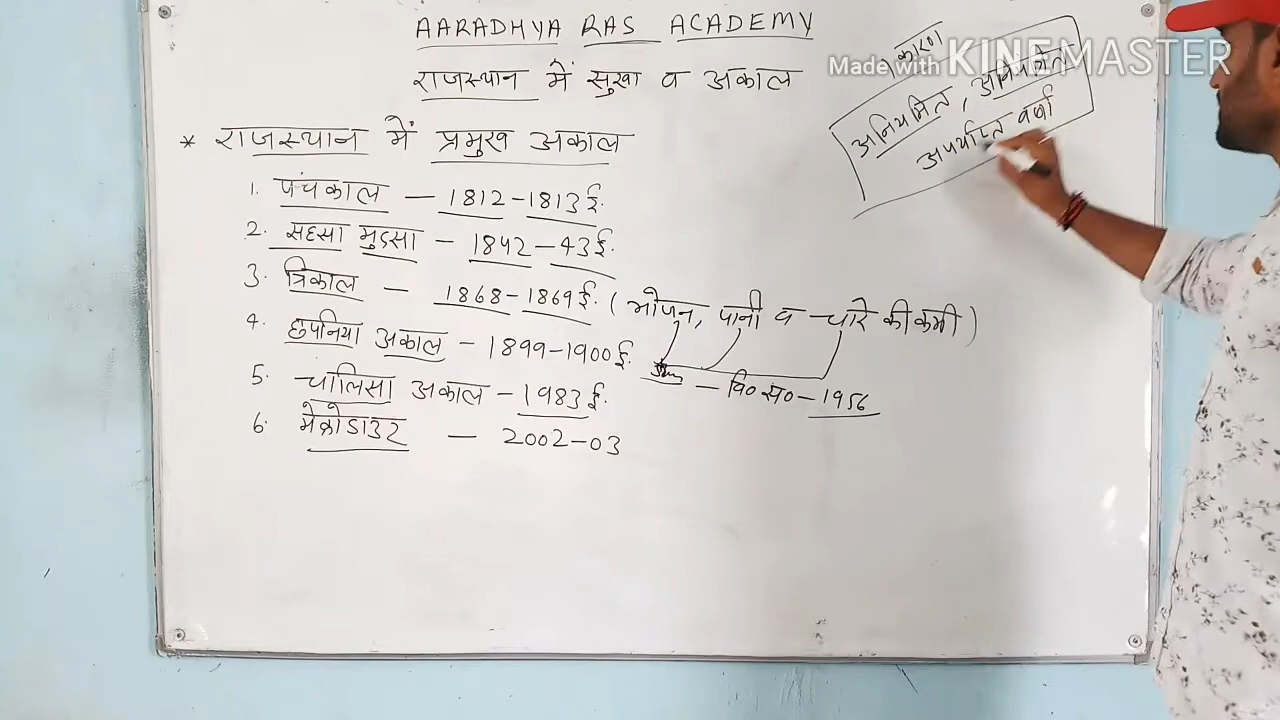 AARADHYA RAS ACADEMY
राजस्थान में सुखा व अकाल
* राजस्थान में प्रमुख अकाल
1. पंचकाल – 1812-1813 ई.
2. सहसा मुदसा – 1842-43 ई.
3. त्रिकाल – 1868-1869 ई. (भोजन, पानी व चारे की कमी)
4. छपनिया अकाल – 1899-1900 ई. – वि० स० – 1956
5. चालिसा अकाल – 1983 ई.
6. मेक्रोडाउर – 2002-03
कारण
अनियमित,
अपर्याप्त वर्षा
Made with KINEMASTER